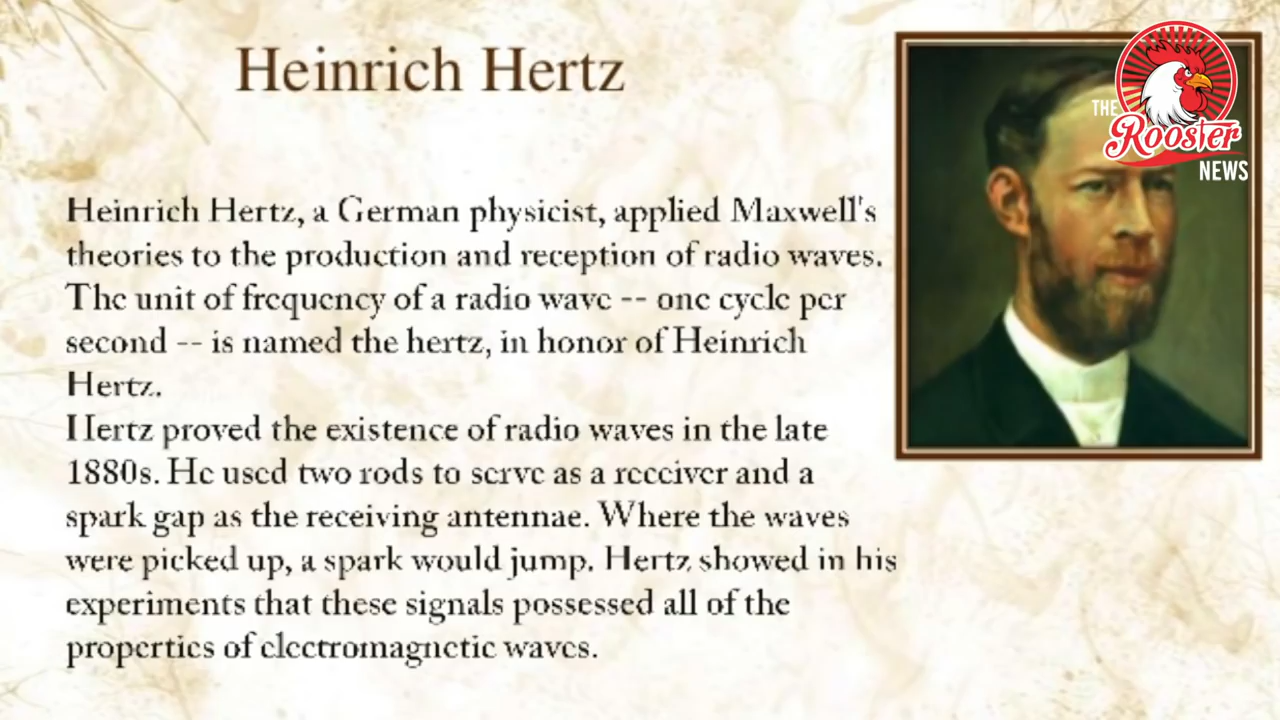 Heinrich Hertz
THE
Rooster
NEWS
Heinrich Hertz, a German physicist, applied Maxwell's
theories to the production and reception of radio waves.
The unit of frequency of a radio wave -- one cycle per
second -- is named the hertz, in honor of Heinrich
Hertz.
Hertz proved the existence of radio waves in the late
1880s. He used two rods to serve as a receiver and a
spark gap as the receiving antennae. Where the waves
were picked up, a spark would jump. Hertz showed in his
experiments that these signals possessed all of the
properties of electromagnetic waves.